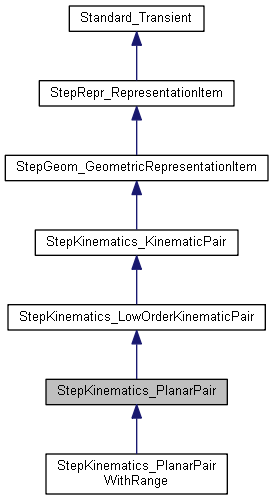 Standard_Transient
StepRepr_RepresentationItem
StepGeom_GeometricRepresentationItem
StepKinematics_KinematicPair
StepKinematics_LowOrderKinematicPair
StepKinematics_PlanarPair
StepKinematics_PlanarPair
WithRange